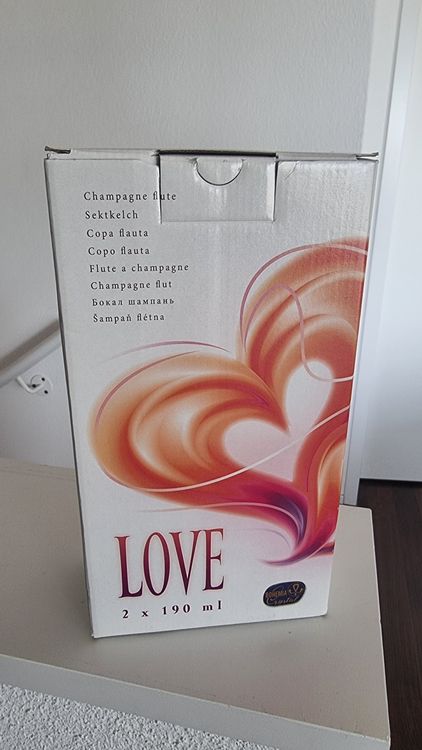 Champagne flute
Sektkelch
Copa flauta
Copo flauta
Flute a champagne
Champagne flut
Бокал шампань
Šampaň flétna
LOVE
2 x 190 ml
BOHEMIA
Crystal